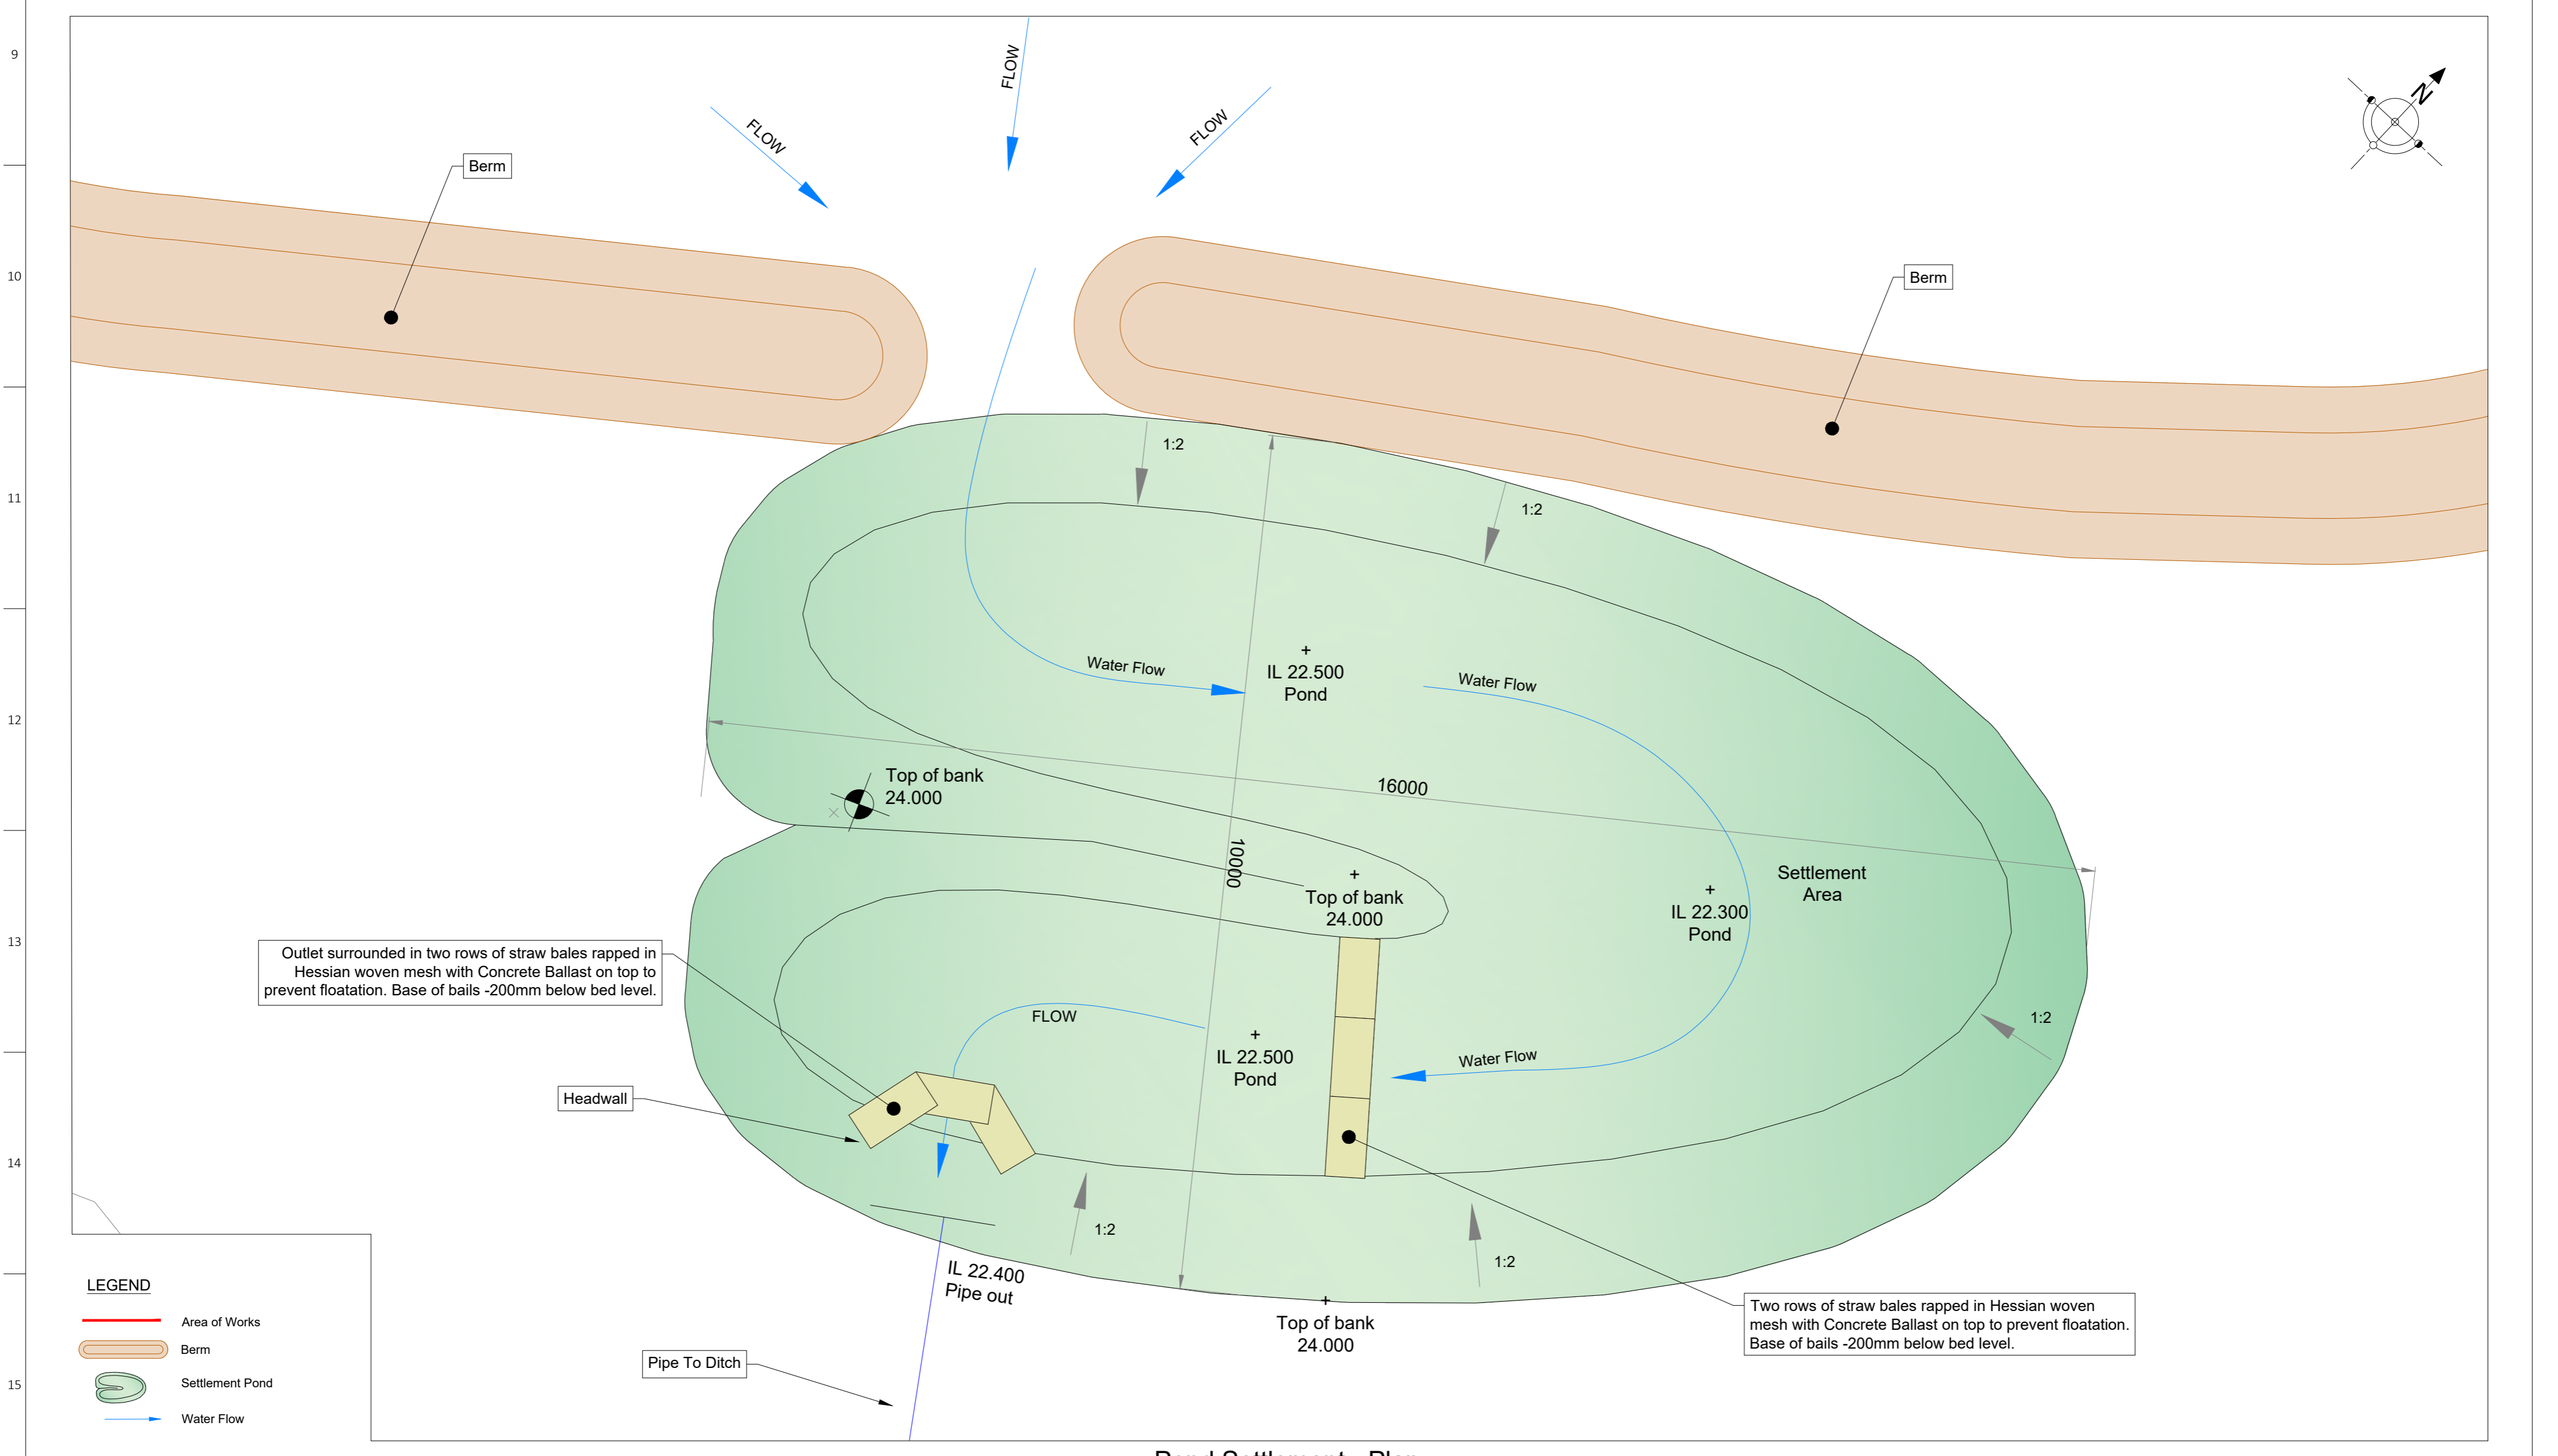 9
10
11
12
13
14
15
FLOW
FLOW
FLOW
N
Berm
Berm
1:2
1:2
Water Flow
+
IL 22.500
Pond
Water Flow
Top of bank
24.000
16000
10000
+
Top of bank
24.000
Settlement
Area
+
IL 22.300
Pond
Outlet surrounded in two rows of straw bales rapped in
Hessian woven mesh with Concrete Ballast on top to
prevent floatation. Base of bails -200mm below bed level.
FLOW
+
IL 22.500
Pond
Water Flow
1:2
Headwall
1:2
1:2
IL 22.400
Pipe out
+
Top of bank
24.000
Two rows of straw bales rapped in Hessian woven
mesh with Concrete Ballast on top to prevent floatation.
Base of bails -200mm below bed level.
Pipe To Ditch
LEGEND
Area of Works
Berm
Settlement Pond
Water Flow